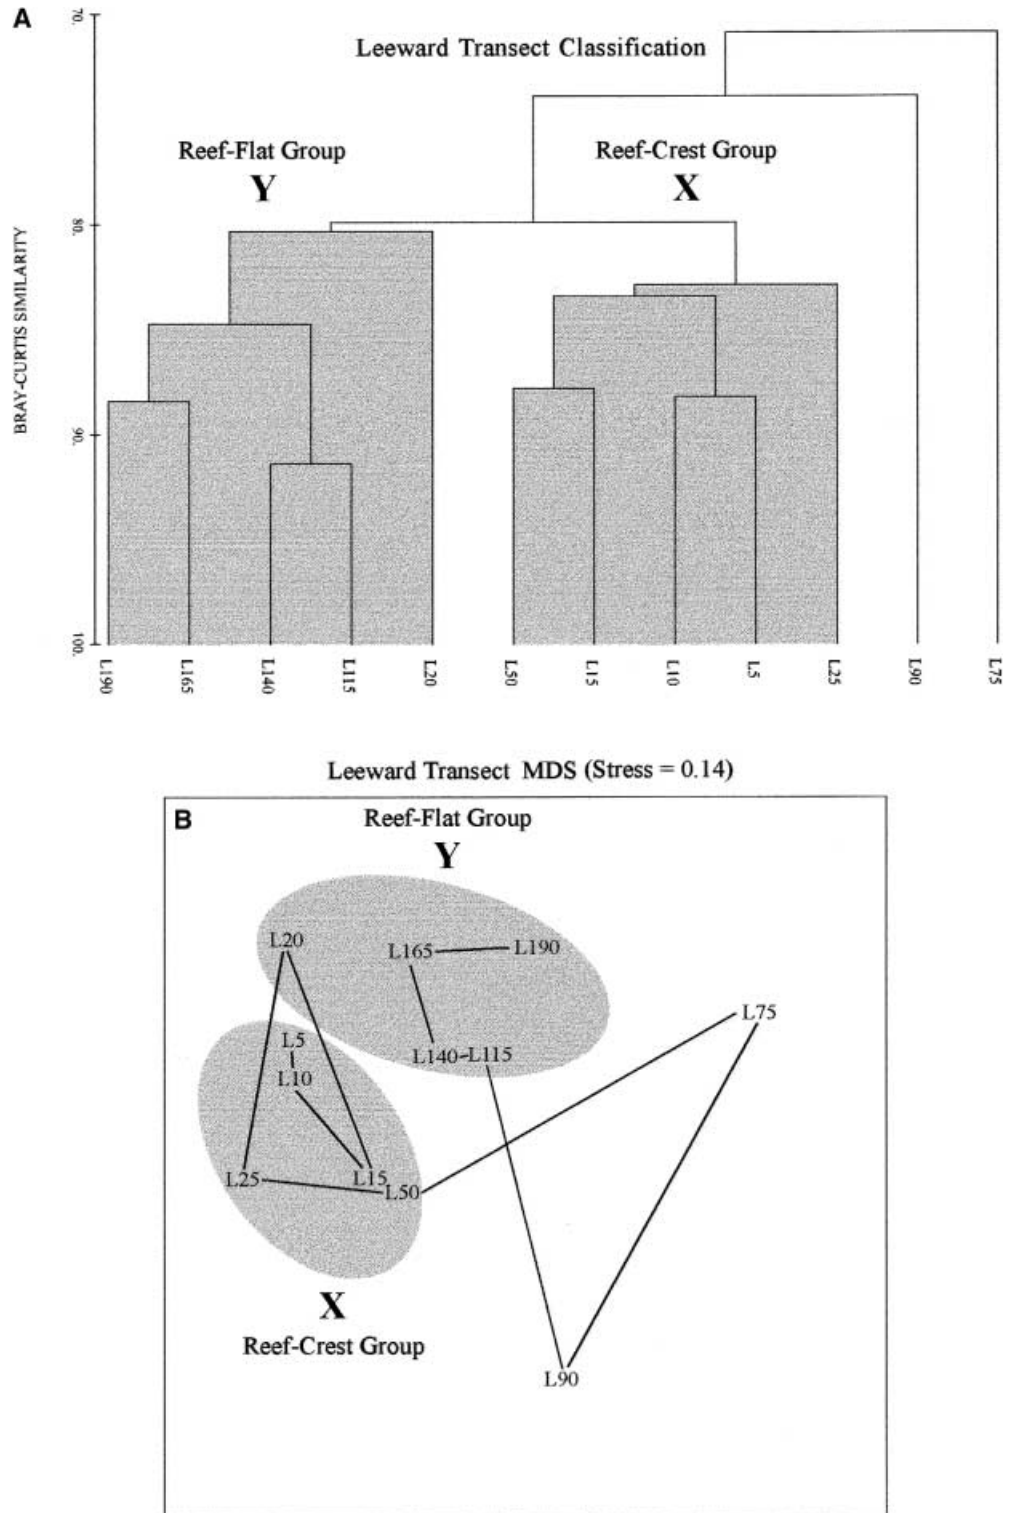 A
70.
Leeward Transect Classification
Reef-Flat Group
Y
Reef-Crest Group
X
80.
BRAY-CURTIS SIMILARITY
90.
100.
L190 L165 L140 L115 L20 L50 L15 L10 L5 L25 L90 L75
Leeward Transect MDS (Stress = 0.14)
B
Reef-Flat Group
Y
L20
L165 L190
L75
L5
L140 L115
L10
L25 L15
L50
X
Reef-Crest Group
L90